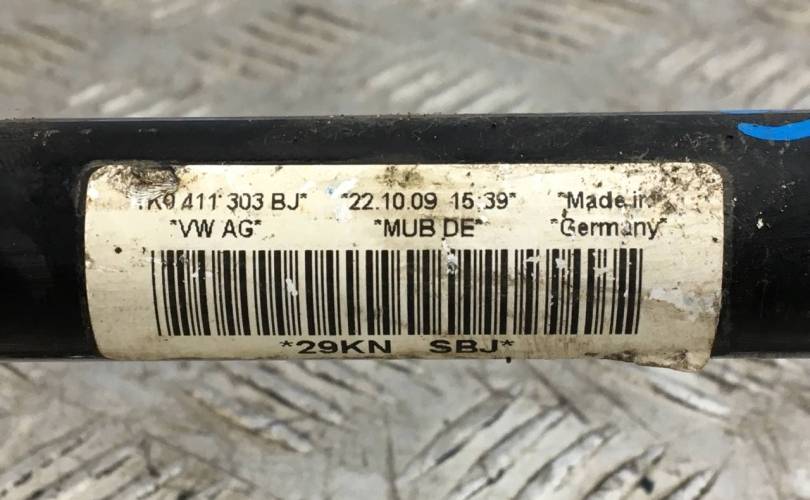 1K0 411 303 BJ* *22.10.09 15:39* *Made in*
*VW AG* *MUB DE* *Germany*
*29KN SBJ*